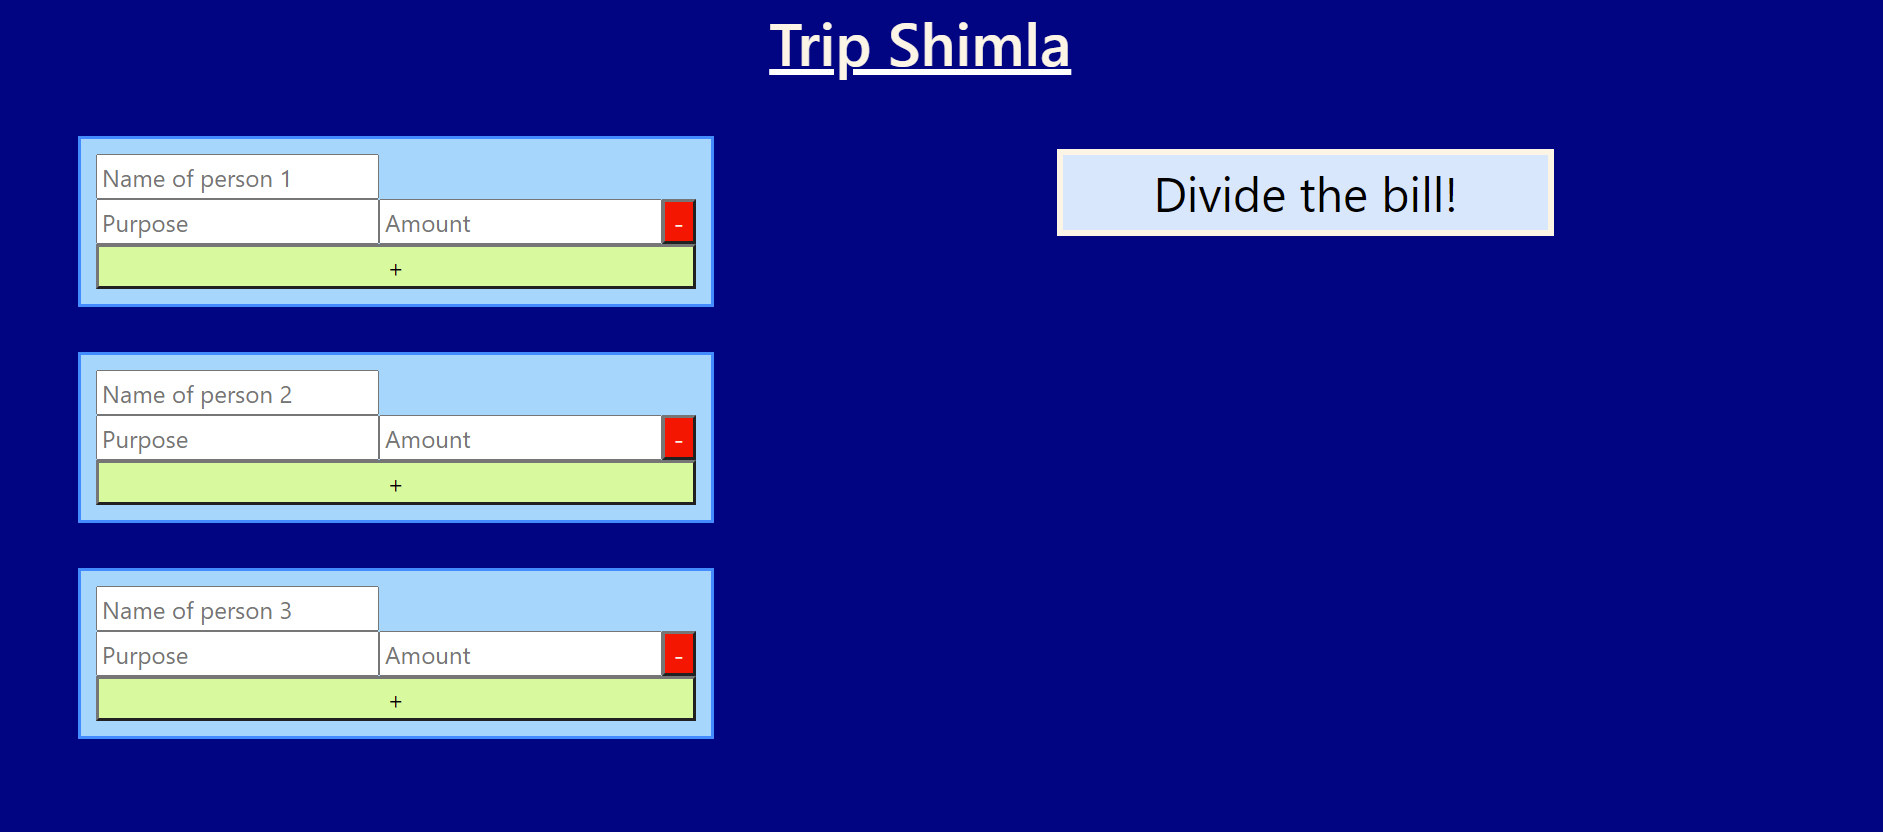 Trip Shimla
Name of person 1
Purpose Amount -
+
Name of person 2
Purpose Amount -
+
Name of person 3
Purpose Amount -
+
Divide the bill!